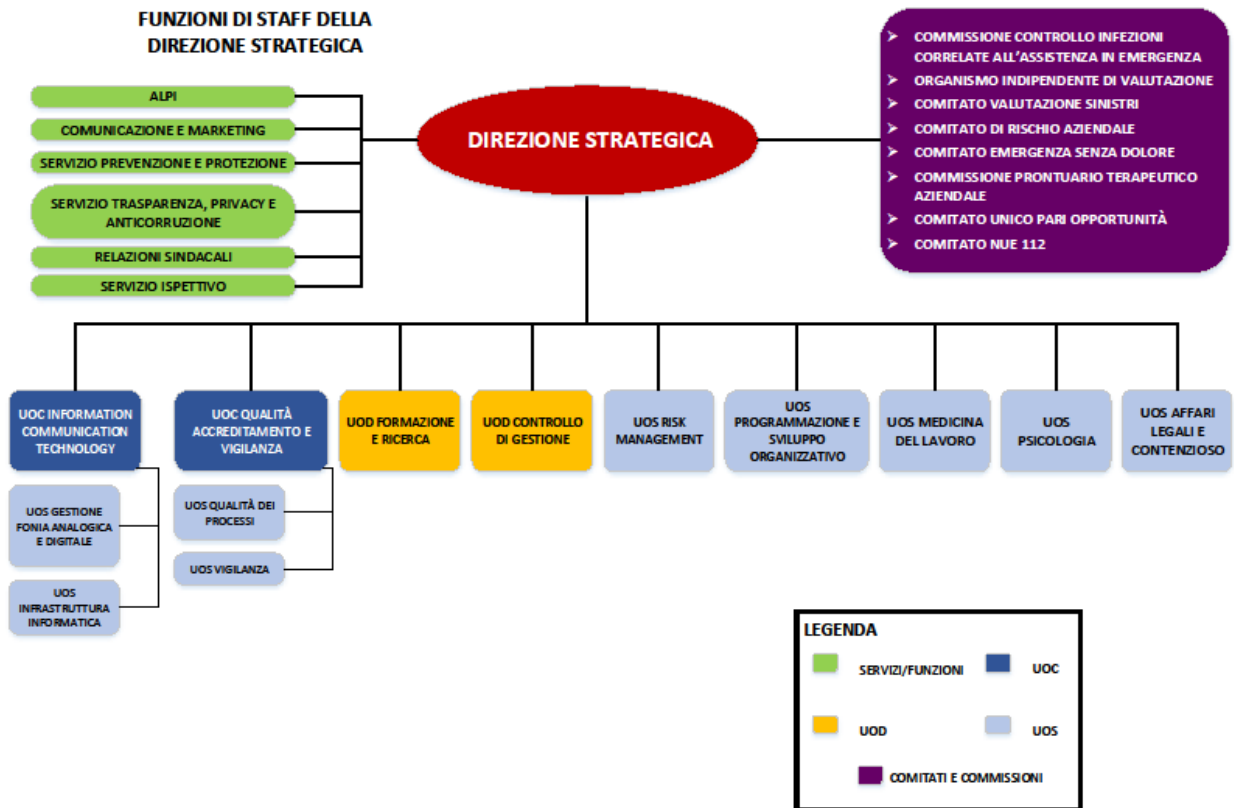 FUNZIONI DI STAFF DELLA
DIREZIONE STRATEGICA
ALPI
COMUNICAZIONE E MARKETING
SERVIZIO PREVENZIONE E PROTEZIONE
SERVIZIO TRASPARENZA, PRIVACY E
ANTICORRUZIONE
RELAZIONI SINDACALI
SERVIZIO ISPETTIVO
DIREZIONE STRATEGICA
➤ COMMISSIONE CONTROLLO INFEZIONI
CORRELATE ALL'ASSISTENZA IN EMERGENZA
➤ ORGANISMO INDIPENDENTE DI VALUTAZIONE
➤ COMITATO VALUTAZIONE SINISTRI
➤ COMITATO DI RISCHIO AZIENDALE
➤ COMITATO EMERGENZA SENZA DOLORE
➤ COMMISSIONE PRONTUARIO TERAPEUTICO
AZIENDALE
➤ COMITATO UNICO PARI OPPORTUNITÀ
➤ COMITATO NUE 112
UOC INFORMATION
COMMUNICATION
TECHNOLOGY
UOS GESTIONE
FONIA ANALOGICA
E DIGITALE
UOS
INFRASTRUTTURA
INFORMATICA
UOC QUALITÀ
ACCREDITAMENTO E
VIGILANZA
UOS QUALITÀ DEI
PROCESSI
UOS VIGILANZA
UOD FORMAZIONE
E RICERCA
UOD CONTROLLO
DI GESTIONE
UOS RISK
MANAGEMENT
UOS
PROGRAMMAZIONE E
SVILUPPO
ORGANIZZATIVO
UOS MEDICINA
DEL LAVORO
UOS
PSICOLOGIA
UOS AFFARI
LEGALI E
CONTENZIOSO
LEGENDA
SERVIZI/FUNZIONI
UOC
UOD
UOS
COMITATI E COMMISSIONI